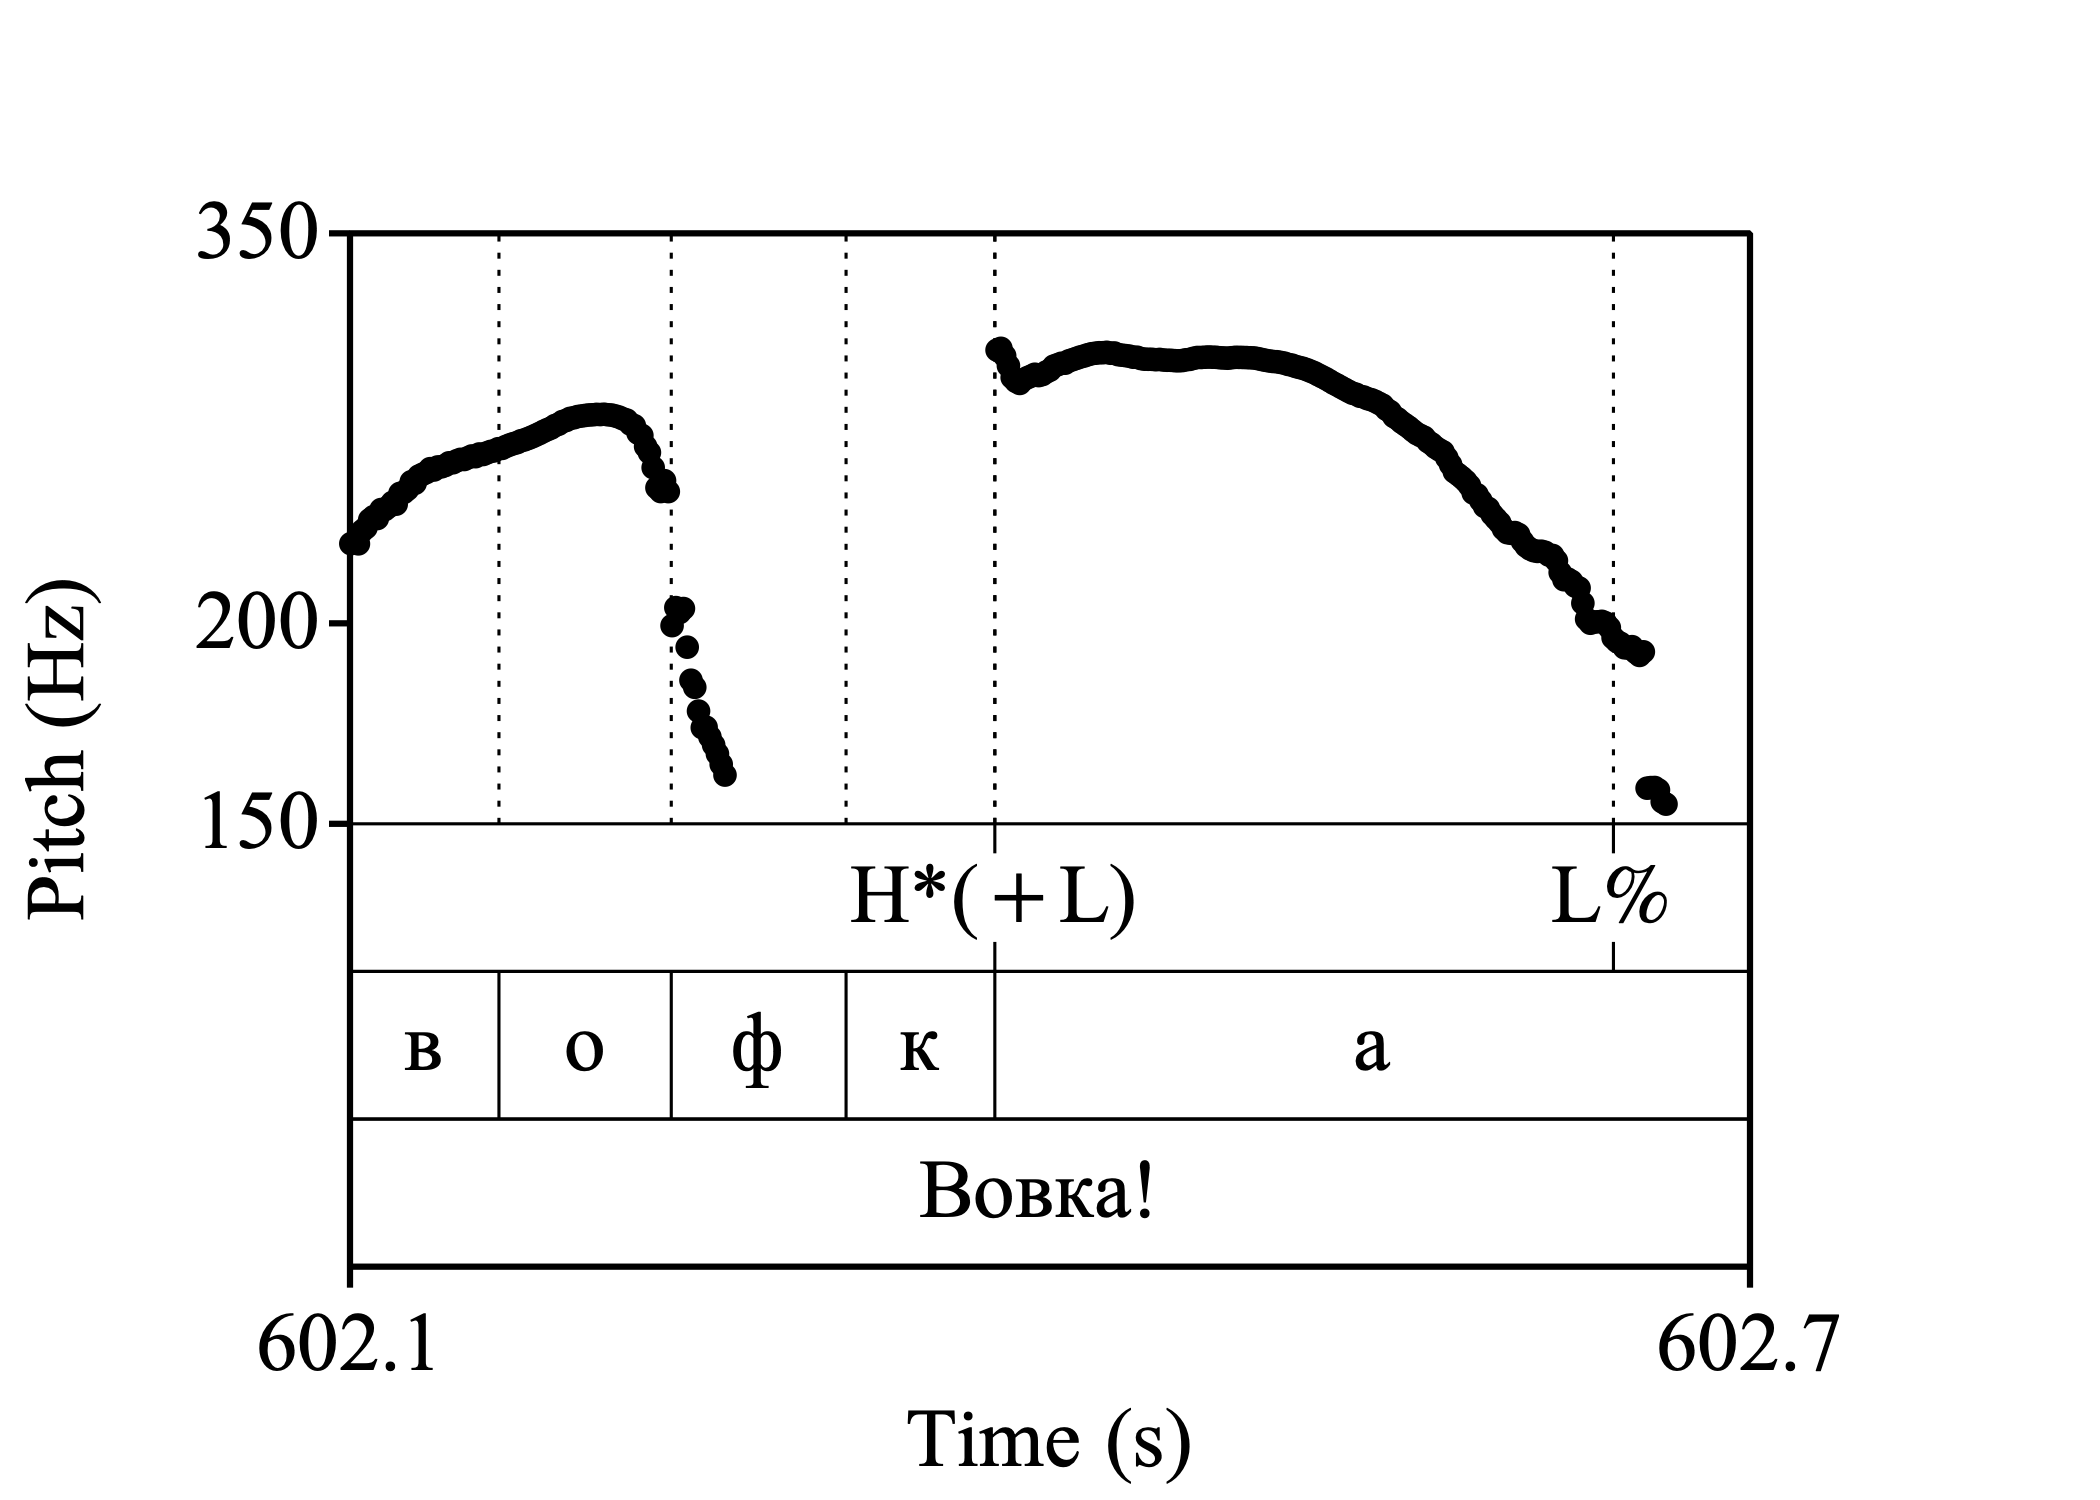 350
200
150
Pitch (Hz)
H*(+L) L%
в о ф к а
Вовка!
602.1 602.7
Time (s)